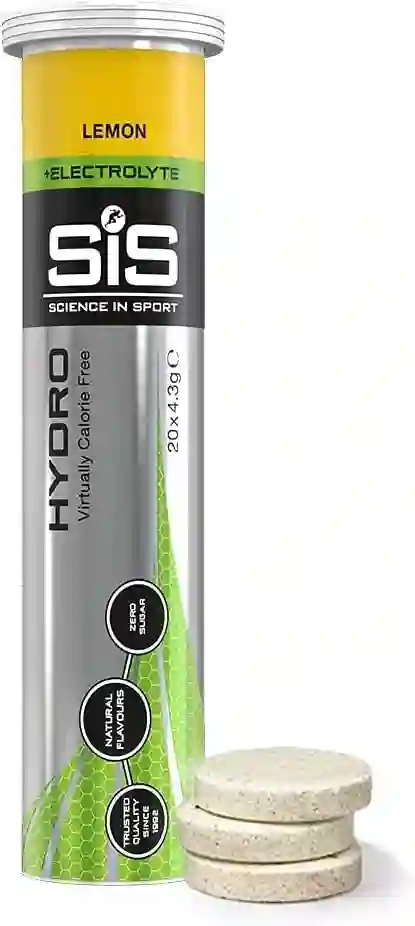 LEMON
+ELECTROLYTE
SiS
SCIENCE IN SPORT
HYDRO
Virtually Calorie Free
20 x 4.3g ℮
ZERO
SUGAR
NATURAL
FLAVOURS
TRUSTED
QUALITY
SINCE
1992